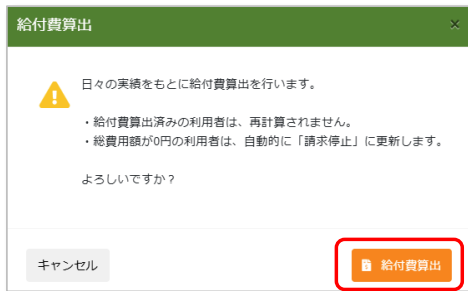 給付費算出
×
日々の実績をもとに給付費算出を行います。
・給付費算出済みの利用者は、再計算されません。
・総費用額が0円の利用者は、自動的に「請求停止」に更新します。
よろしいですか？
キャンセル
給付費算出